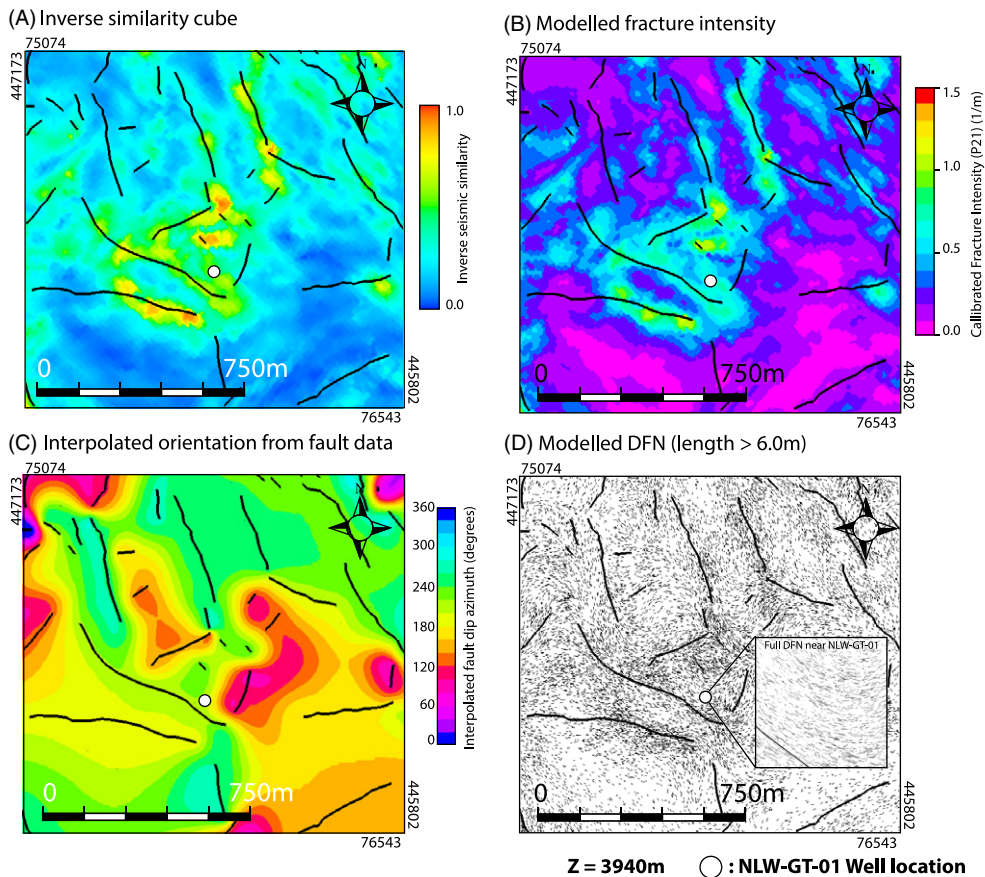 (A) Inverse similarity cube
75074
447173
N
1.0
0.0
Inverse seismic similarity
0
750m
445802
76543
(B) Modelled fracture intensity
75074
447173
N
1.5
1.0
0.5
0.0
Callibrated Fracture Intensity (P21) (1/m)
0
750m
445802
76543
(C) Interpolated orientation from fault data
75074
447173
N
360
300
240
180
120
60
0
Interpolated fault dip azimuth (degrees)
0
750m
445802
76543
(D) Modelled DFN (length > 6.0m)
75074
447173
N
Full DFN near NLW-GT-01
0
750m
445802
76543
Z = 3940m
: NLW-GT-01 Well location